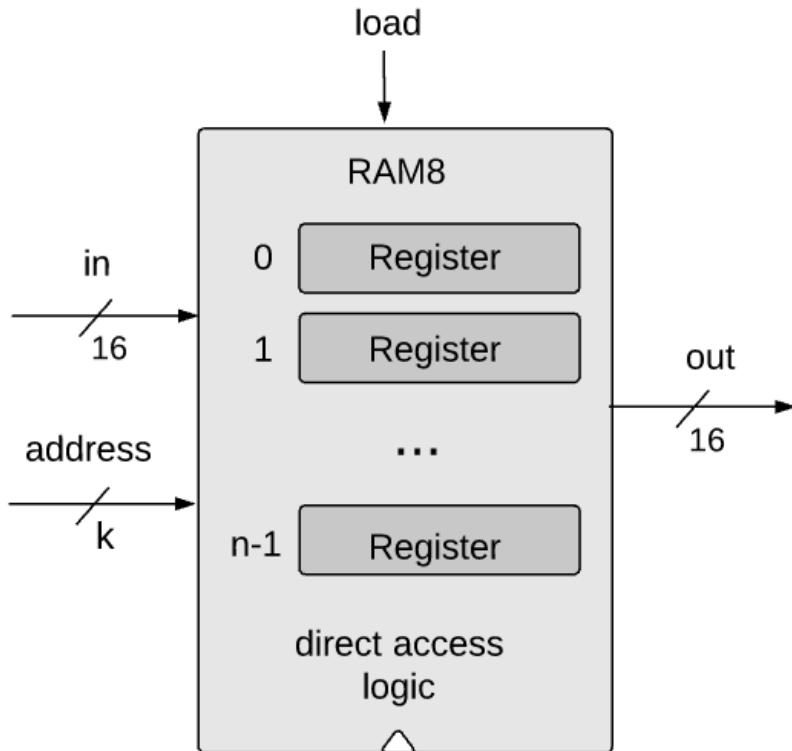 load
RAM8
0 Register
in
16
1 Register
out
16
address
...
k
n-1 Register
direct access
logic